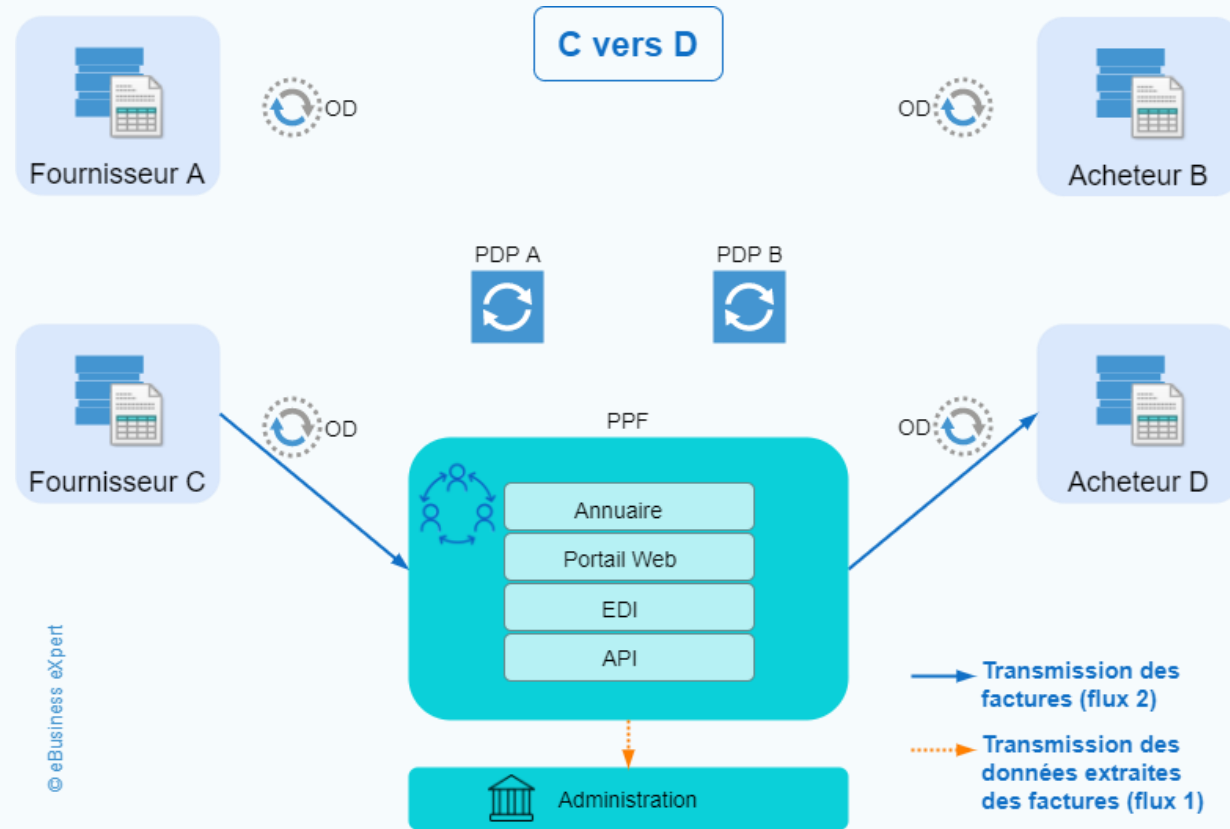 C vers D
OD
OD
Fournisseur A
Acheteur B
PDP A
PDP B
OD
PPF
OD
Fournisseur C
Acheteur D
Annuaire
Portail Web
EDI
API
© eBusiness eXpert
Transmission des
factures (flux 2)
Transmission des
données extraites
des factures (flux 1)
Administration